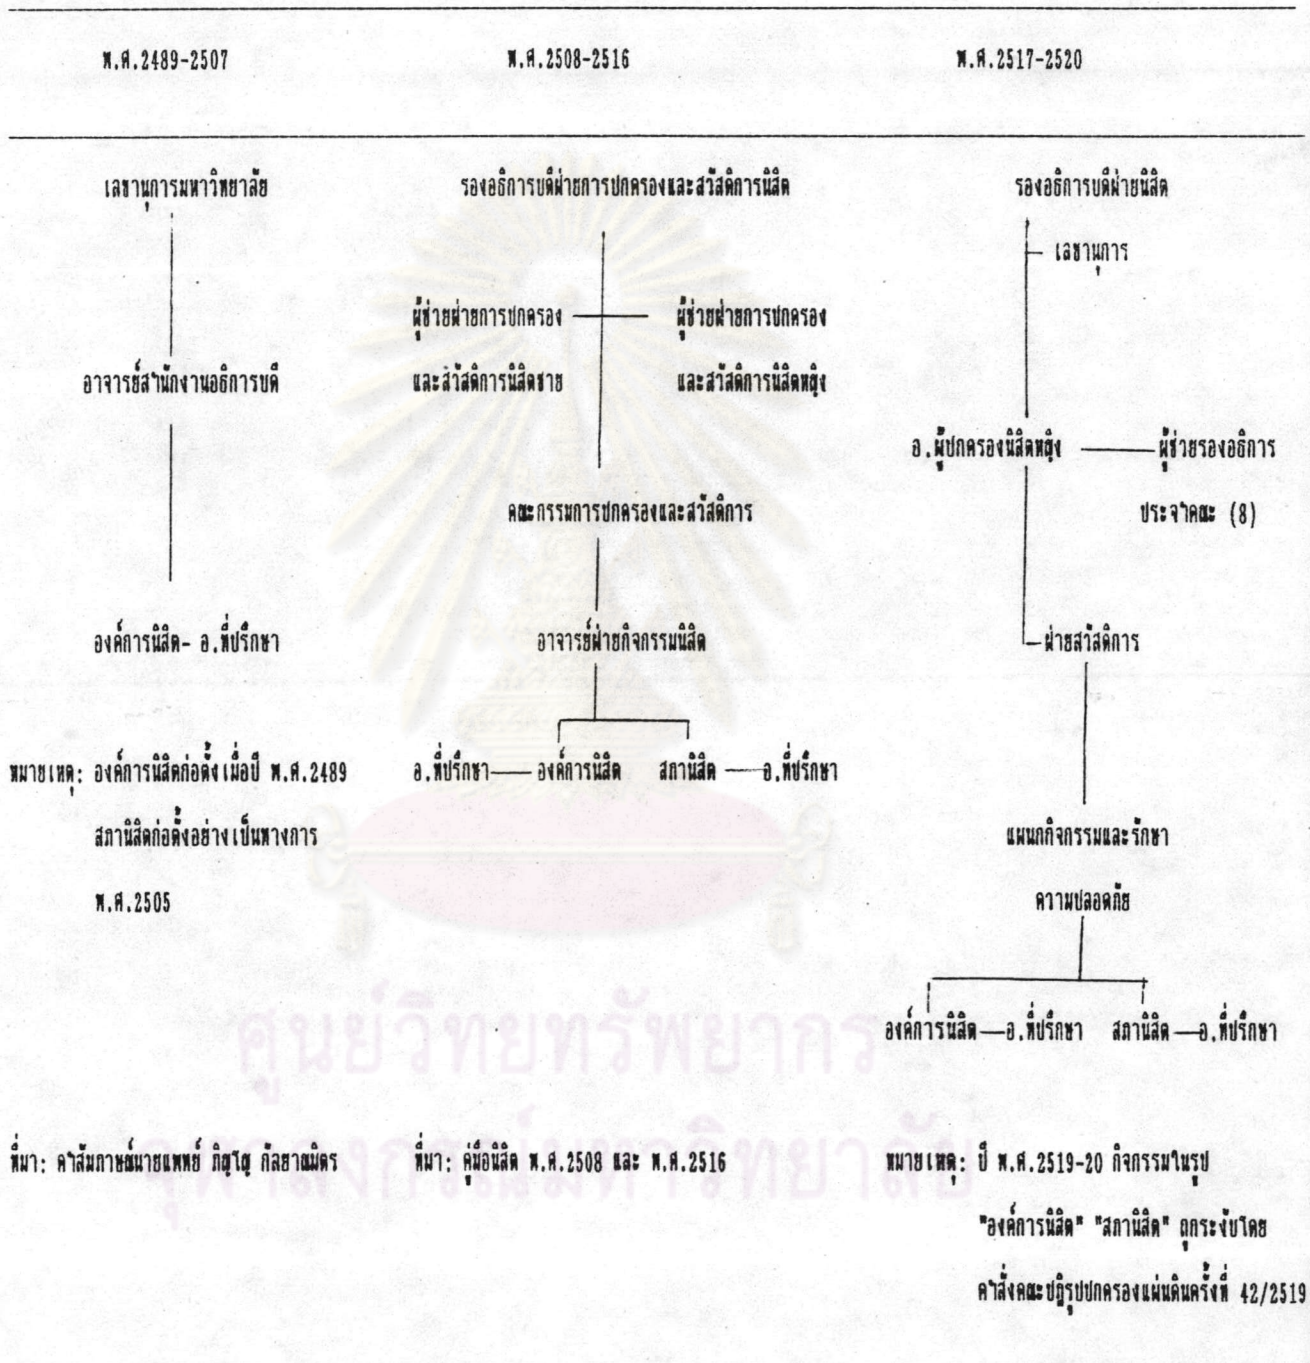 พ.ศ.2489-2507
พ.ศ.2508-2516
พ.ศ.2517-2520
เลขานุการมหาวิทยาลัย
รองอธิการบดีฝ่ายการปกครองและสวัสดิการนิสิต
รองอธิการบดีฝ่ายนิสิต
เลขานุการ
ผู้ช่วยฝ่ายการปกครอง
ผู้ช่วยฝ่ายการปกครอง
อาจารย์สำนักงานอธิการบดี
และสวัสดิการนิสิตชาย
และสวัสดิการนิสิตหญิง
อ.ผู้ปกครองนิสิตหญิง
ผู้ช่วยรองอธิการ
คณะกรรมการปกครองและสวัสดิการ
ประจำคณะ (8)
องค์การนิสิต- อ.ที่ปรึกษา
อาจารย์ฝ่ายกิจกรรมนิสิต
ฝ่ายสวัสดิการ
หมายเหตุ: องค์การนิสิตก่อตั้งเมื่อปี พ.ศ.2489
อ.ที่ปรึกษา
องค์การนิสิต
สภานิสิต
อ.ที่ปรึกษา
สภานิสิตก่อตั้งอย่างเป็นทางการ
แผนกกิจกรรมและรักษา
พ.ศ.2505
ความปลอดภัย
องค์การนิสิต
อ.ที่ปรึกษา
สภานิสิต
อ.ที่ปรึกษา
ศูนย์วิทยทรัพยากร
จุฬาลงกรณ์มหาวิทยาลัย
ที่มา: คำสัมภาษณ์นายแพทย์ ภิญโญ กัลยาณมิตร
ที่มา: คู่มือนิสิต พ.ศ.2508 และ พ.ศ.2516
หมายเหตุ: ปี พ.ศ.2519-20 กิจกรรมในรูป
"องค์การนิสิต" "สภานิสิต" ถูกระงับโดย
คำสั่งคณะปฏิรูปปกครองแผ่นดินครั้งที่ 42/2519